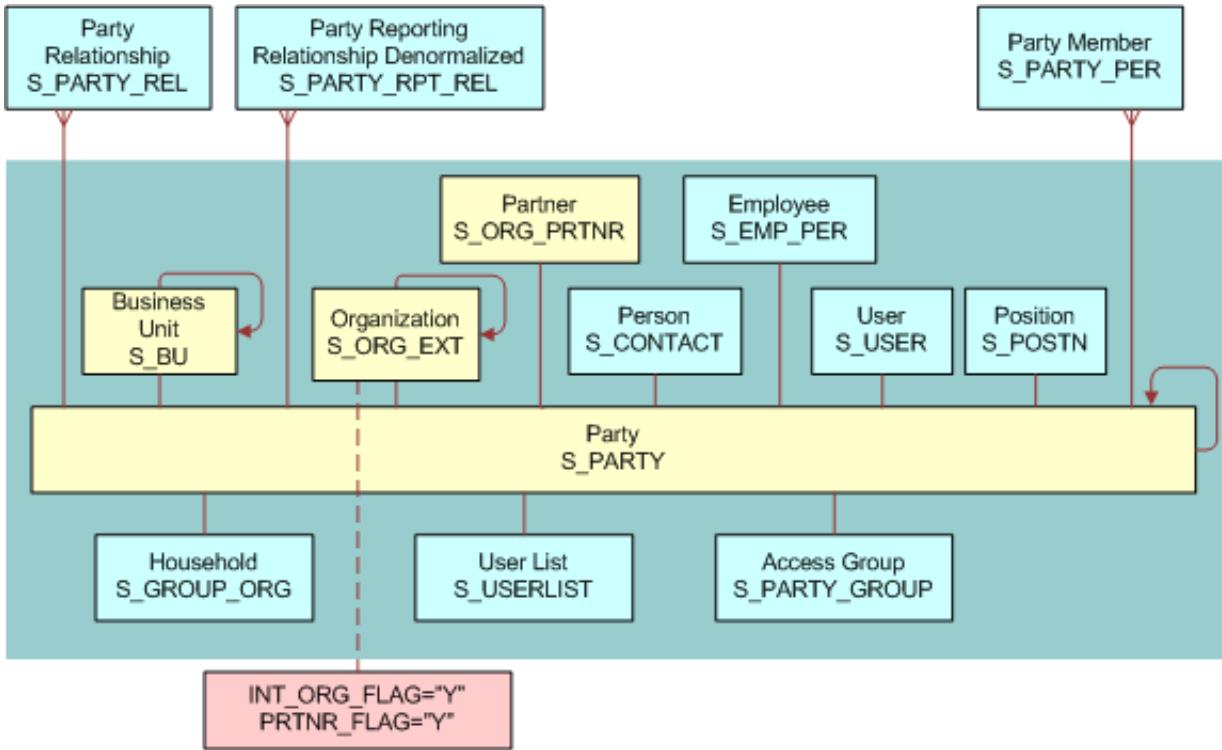 Party
Relationship
S_PARTY_REL
Party Reporting
Relationship Denormalized
S_PARTY_RPT_REL
Party Member
S_PARTY_PER
Partner
S_ORG_PRTNR
Employee
S_EMP_PER
Business
Unit
S_BU
Organization
S_ORG_EXT
Person
S_CONTACT
User
S_USER
Position
S_POSTN
Party
S_PARTY
Household
S_GROUP_ORG
User List
S_USERLIST
Access Group
S_PARTY_GROUP
INT_ORG_FLAG="Y"
PRTNR_FLAG="Y"